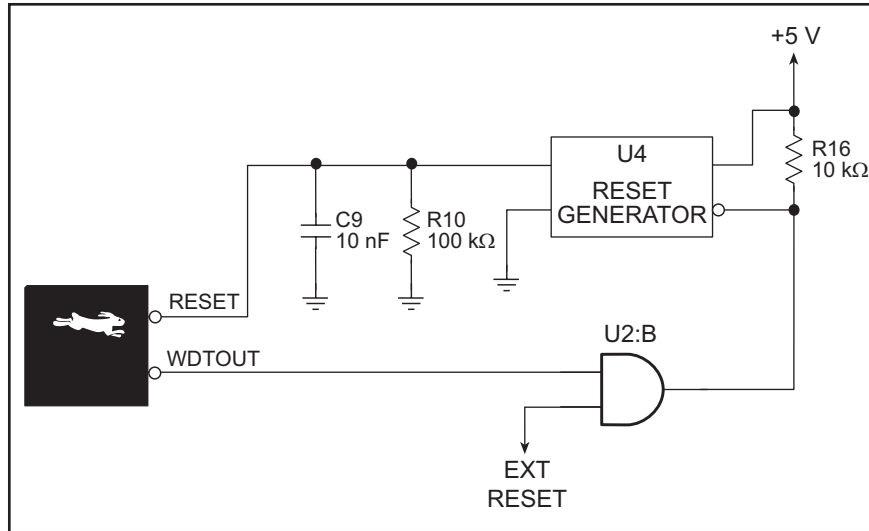 +5 V
U4
RESET
GENERATOR
R16
10 kΩ
C9
10 nF
R10
100 kΩ
RESET
WDTOUT
U2:B
EXT
RESET